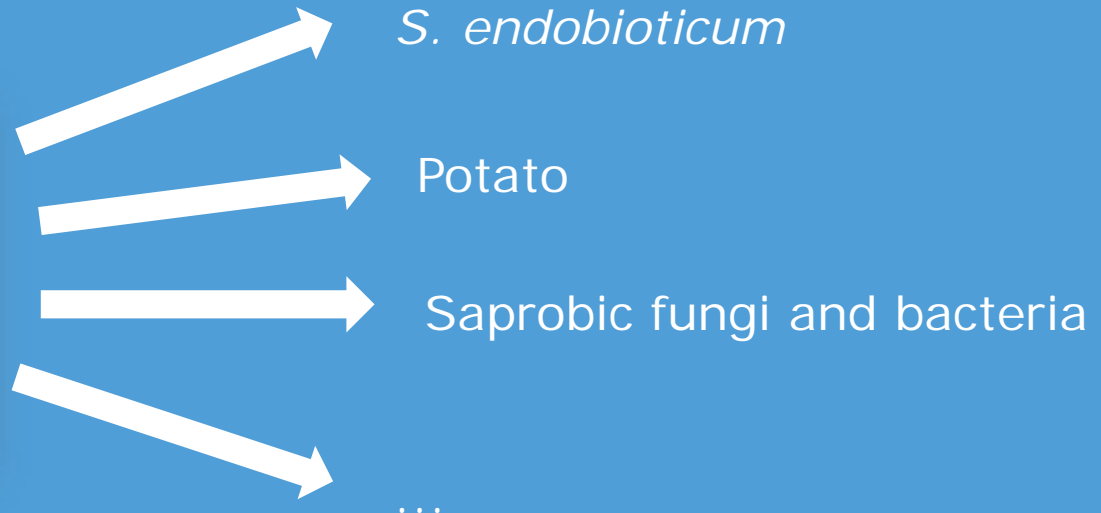 S. endobioticum
Potato
Saprobic fungi and bacteria
...